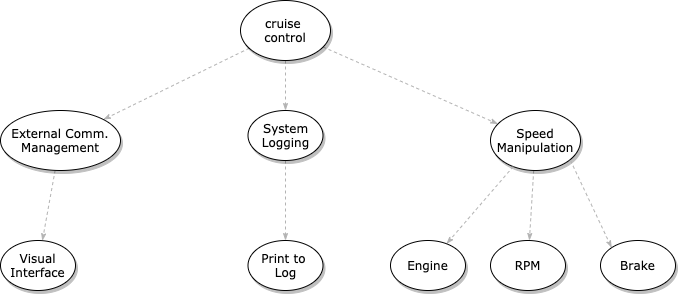 cruise
control
External Comm.
Management
System
Logging
Speed
Manipulation
Visual
Interface
Print to
Log
Engine
RPM
Brake